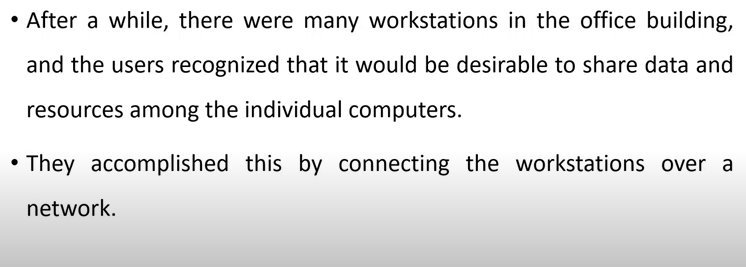 • After a while, there were many workstations in the office building,
and the users recognized that it would be desirable to share data and
resources among the individual computers.
• They accomplished this by connecting the workstations over a
network.